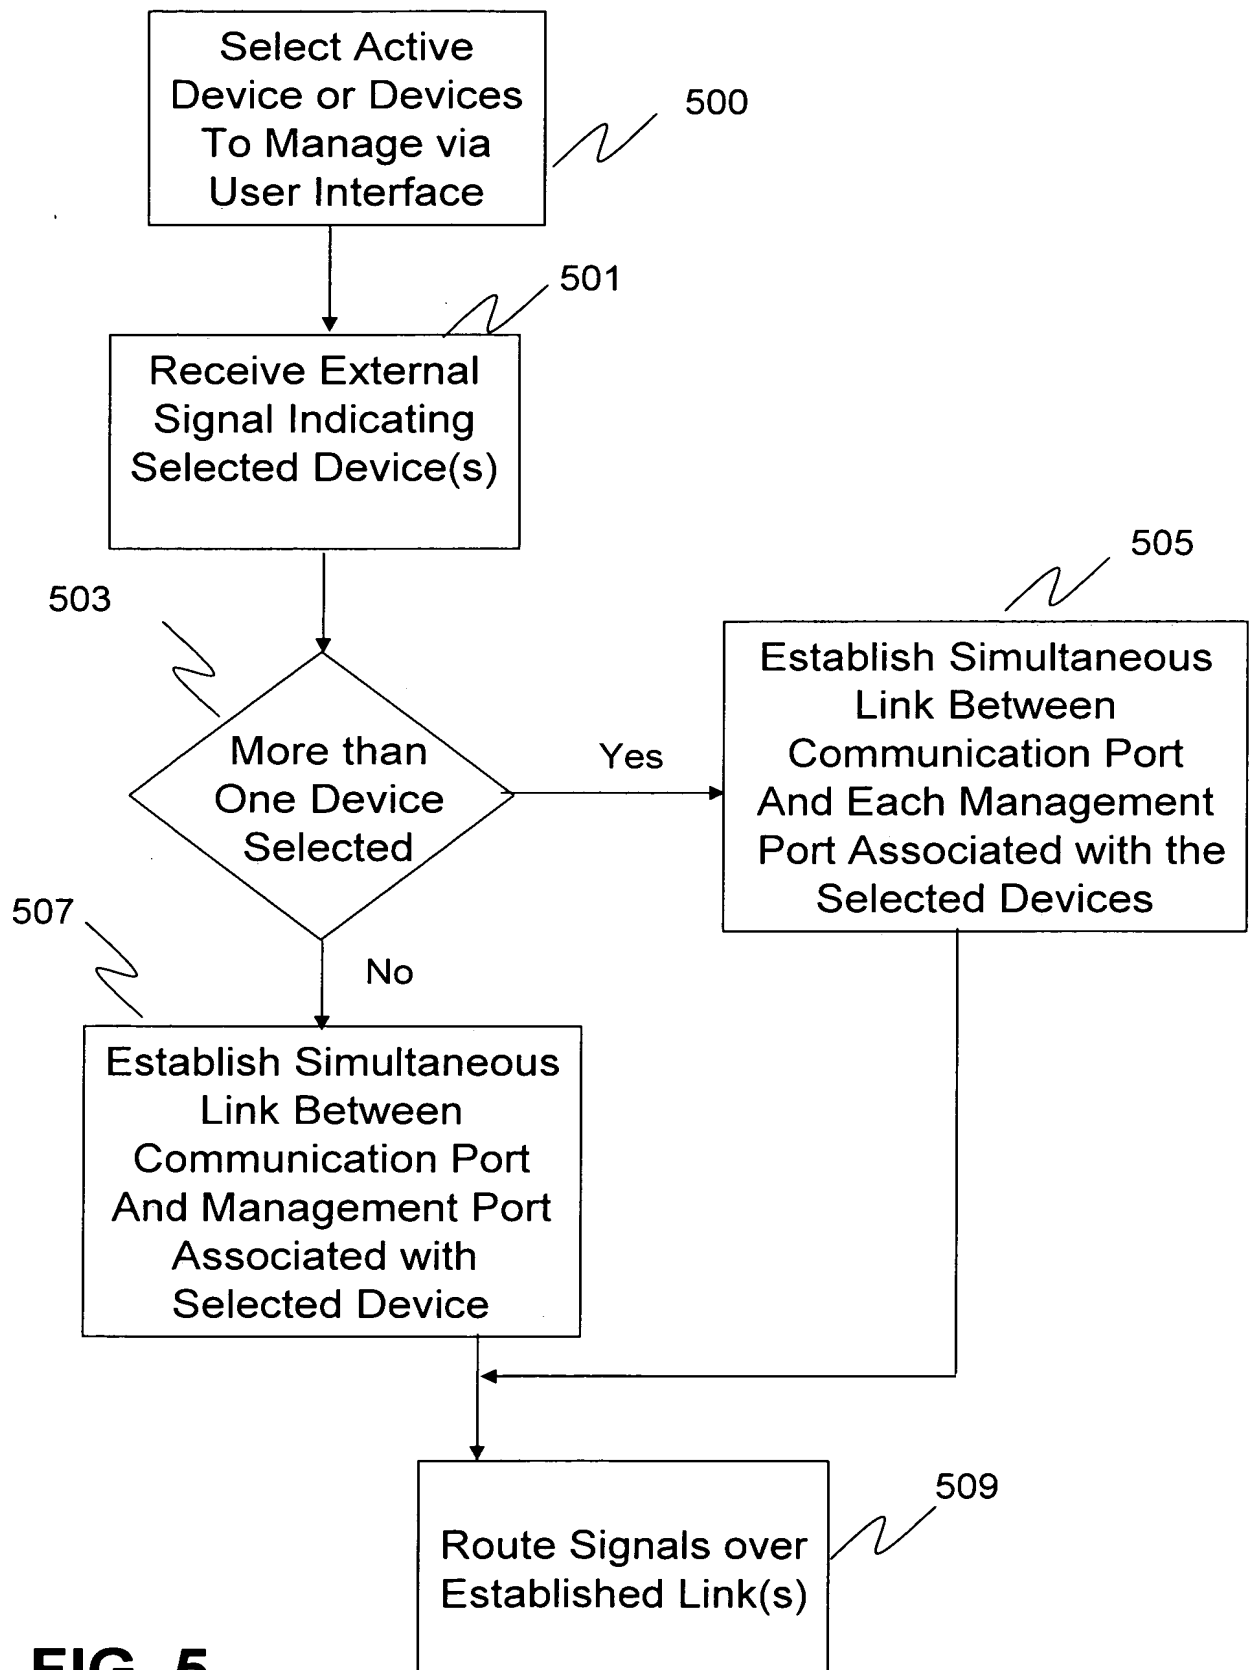 Select Active
Device or Devices
To Manage via
User Interface
500
501
Receive External
Signal Indicating
Selected Device(s)
503
More than
One Device
Selected
Yes
505
Establish Simultaneous
Link Between
Communication Port
And Each Management
Port Associated with the
Selected Devices
No
507
Establish Simultaneous
Link Between
Communication Port
And Management Port
Associated with
Selected Device
509
Route Signals over
Established Link(s)
FIG. 5